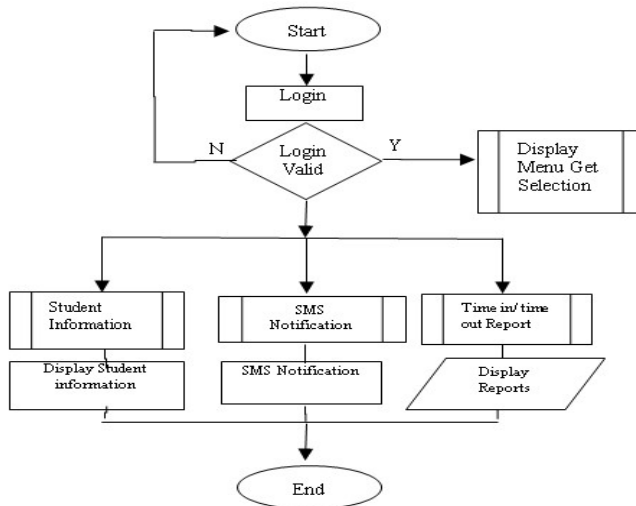 Start
Login
N
Login
Valid
Y
Display
Menu Get
Selection
Student
Information
SMS
Notification
Time in/ time
out Report
Display Student
information
SMS Notification
Display
Reports
End